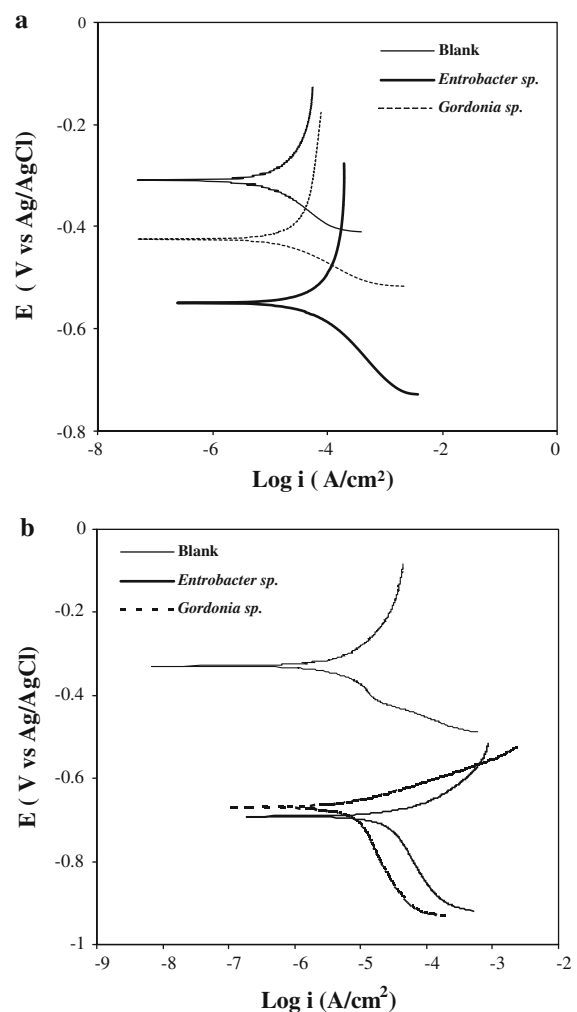 a
0
-0.2
-0.4
-0.6
-0.8
E ( V vs Ag/AgCl)
Blank
Entrobacter sp.
Gordonia sp.
-8 -6 -4 -2 0
Log i ( A/cm²)
b
0
-0.2
-0.4
-0.6
-0.8
-1
E ( V vs Ag/AgCl)
Blank
Entrobacter sp.
Gordonia sp.
-9 -8 -7 -6 -5 -4 -3 -2
Log i (A/cm²)